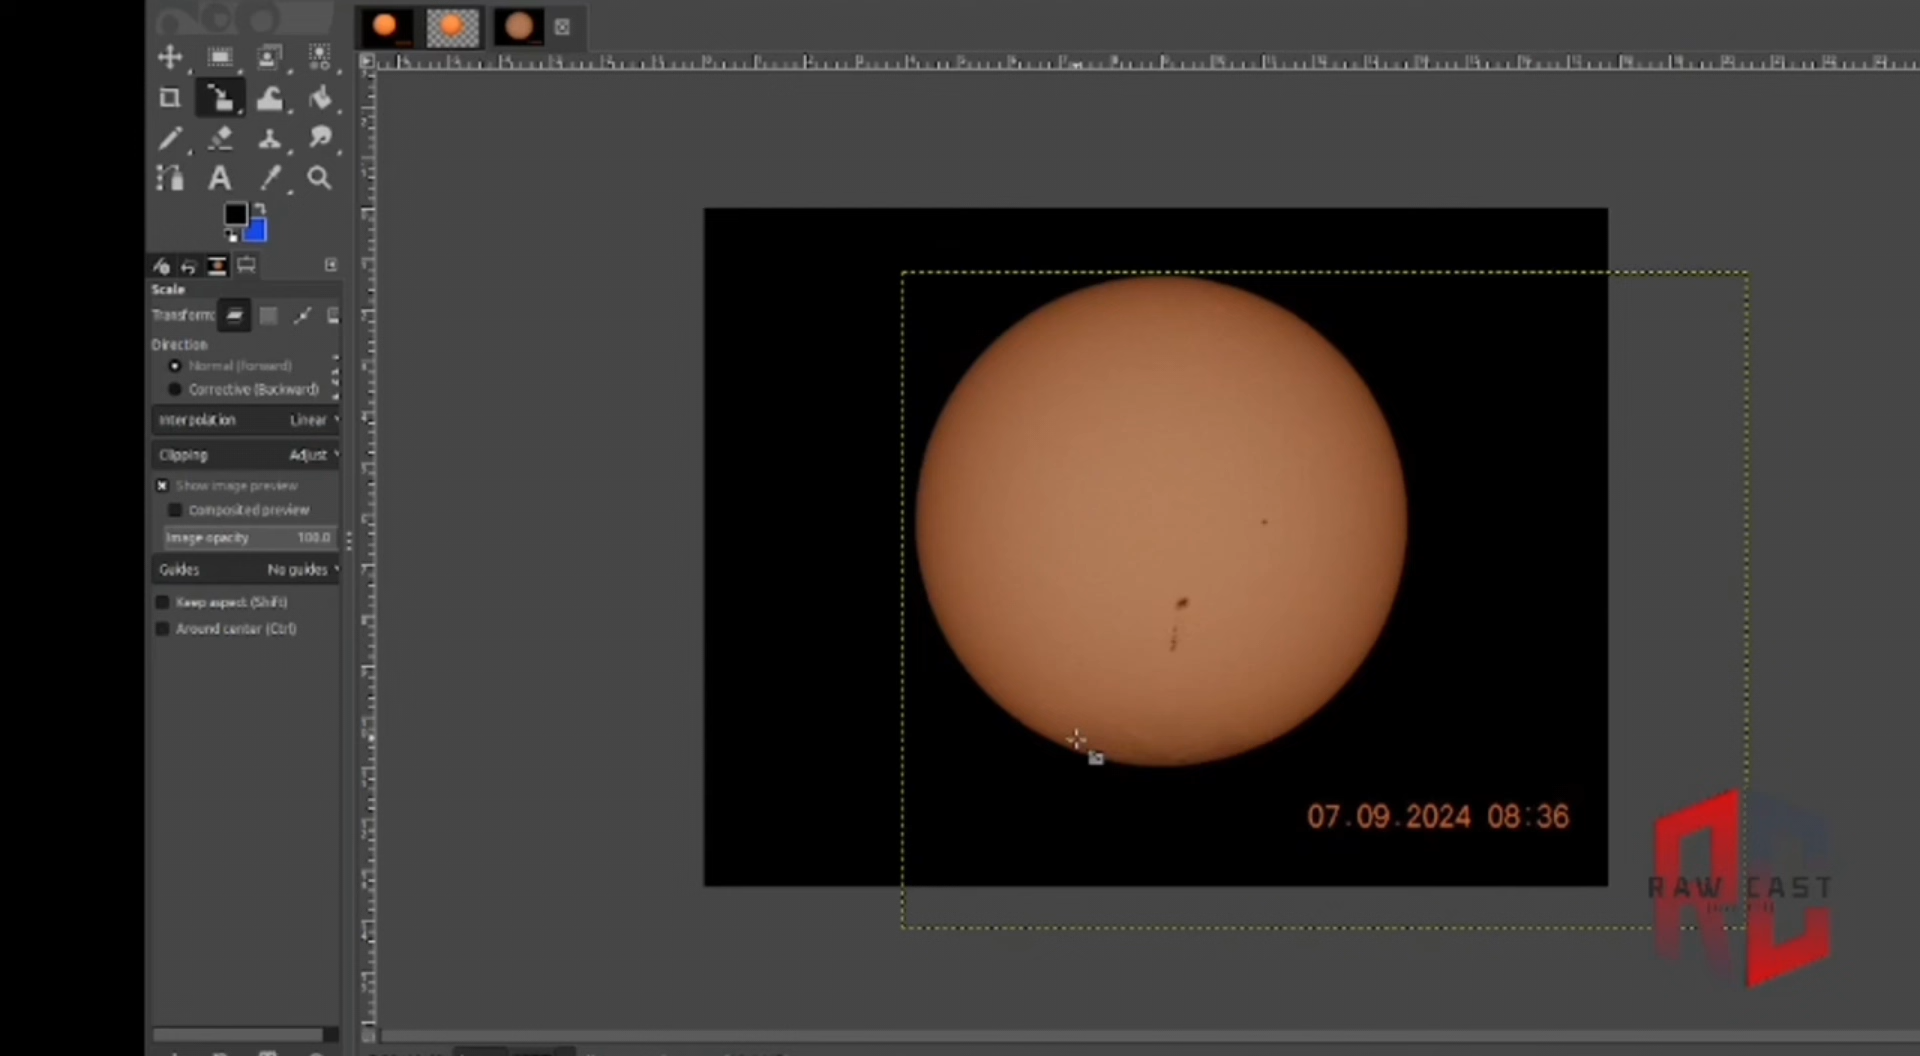 A
Scale
Transform:
Direction
Normal (Forward)
Corrective (Backward)
Interpolation Linear
Clipping Adjust
Show image preview
Composited preview
Image opacity 100.0
Guides No guides
Keep aspect (Shift)
Around center (Ctrl)
07.09.2024 08:36
RAW CAST